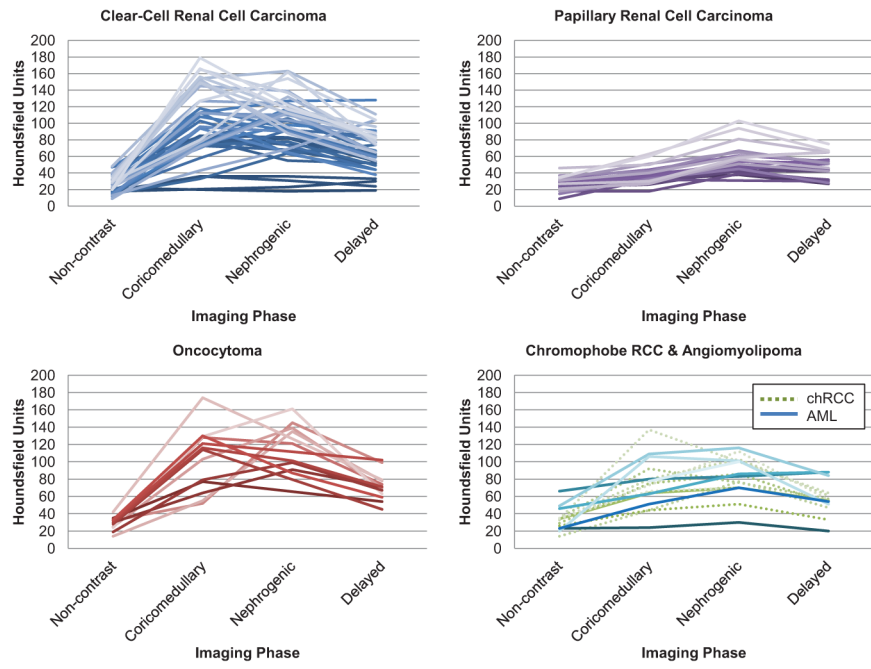 Clear-Cell Renal Cell Carcinoma
Houndsfield Units
200
180
160
140
120
100
80
60
40
20
0
Non-contrast
Coricomedullary
Nephrogenic
Delayed
Imaging Phase
Papillary Renal Cell Carcinoma
Houndsfield Units
200
180
160
140
120
100
80
60
40
20
0
Non-contrast
Coricomedullary
Nephrogenic
Delayed
Imaging Phase
Oncocytoma
Houndsfield Units
200
180
160
140
120
100
80
60
40
20
0
Non-contrast
Coricomedullary
Nephrogenic
Delayed
Imaging Phase
Chromophobe RCC & Angiomyolipoma
Houndsfield Units
200
180
160
140
120
100
80
60
40
20
0
chRCC
AML
Non-contrast
Coricomedullary
Nephrogenic
Delayed
Imaging Phase